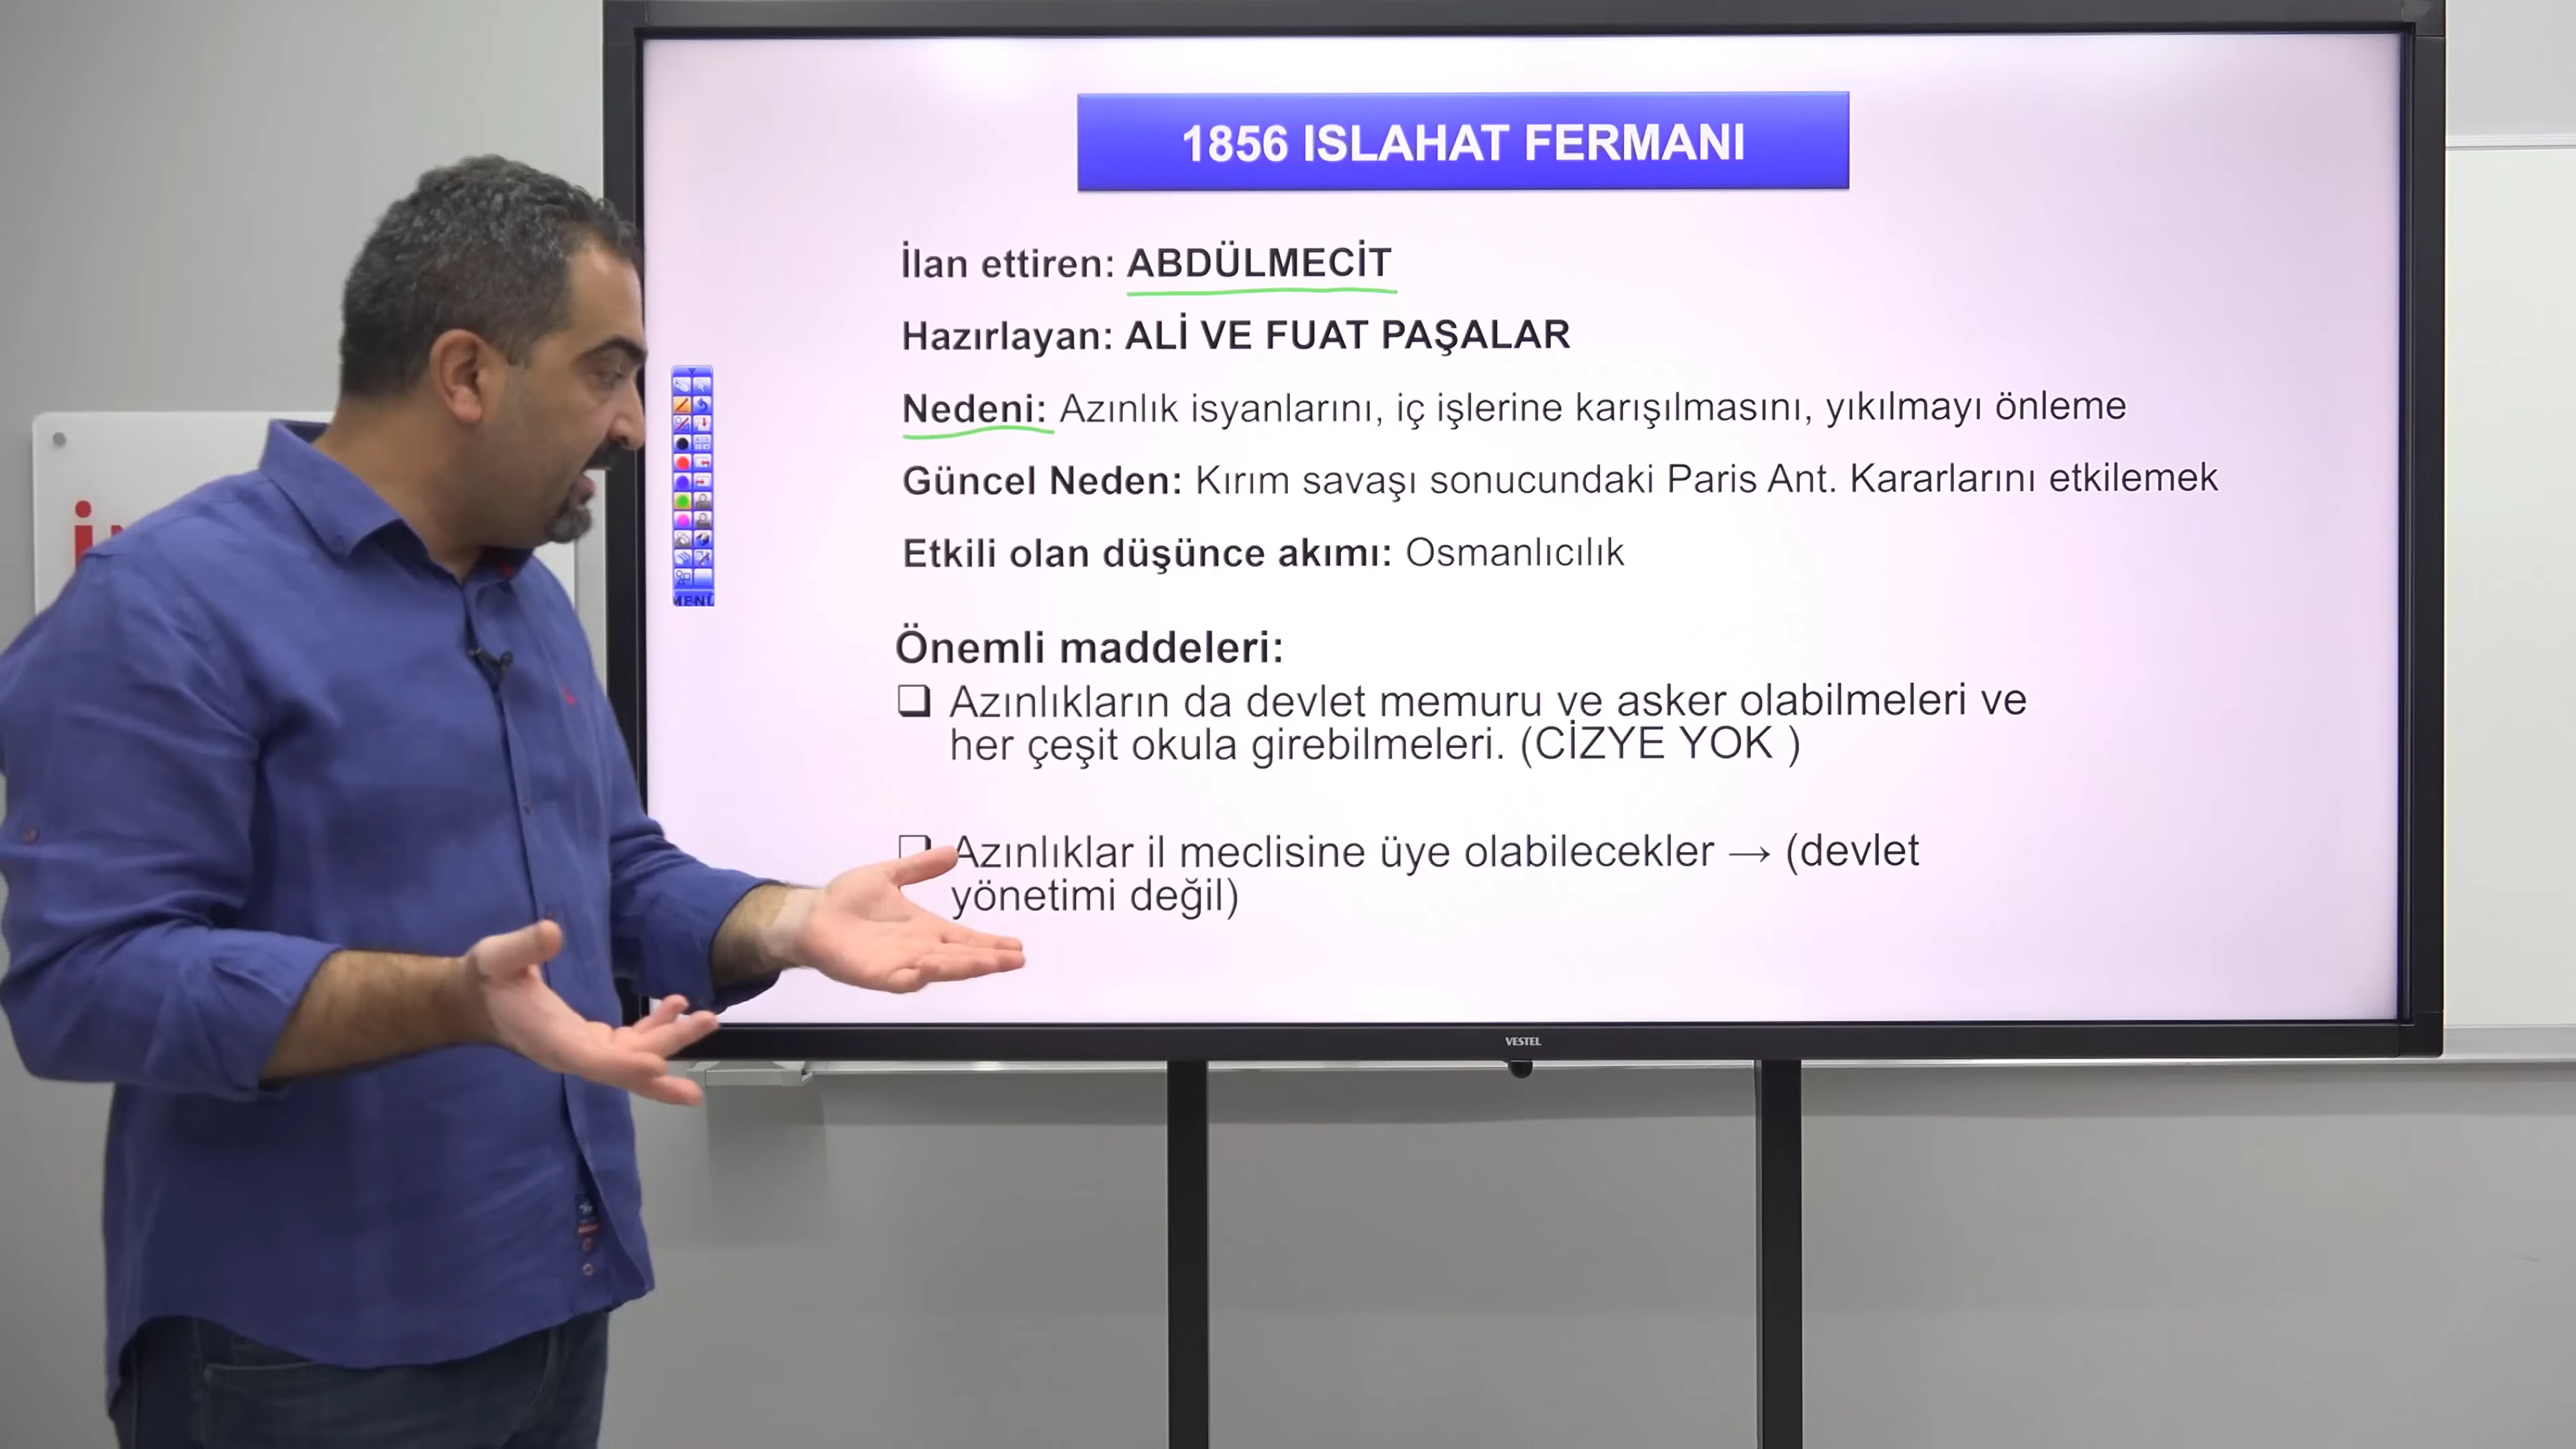 1856 ISLAHAT FERMANI
İlan ettiren: ABDÜLMECİT
Hazırlayan: ALİ VE FUAT PAŞALAR
Nedeni: Azınlık isyanlarını, iç işlerine karışılmasını, yıkılmayı önleme
Güncel Neden: Kırım savaşı sonucundaki Paris Ant. Kararlarını etkilemek
Etkili olan düşünce akımı: Osmanlıcılık
Önemli maddeleri:
Azınlıkların da devlet memuru ve asker olabilmeleri ve
her çeşit okula girebilmeleri. (CİZYE YOK )
Azınlıklar il meclisine üye olabilecekler → (devlet
yönetimi değil)
MENÜ
VESTEL